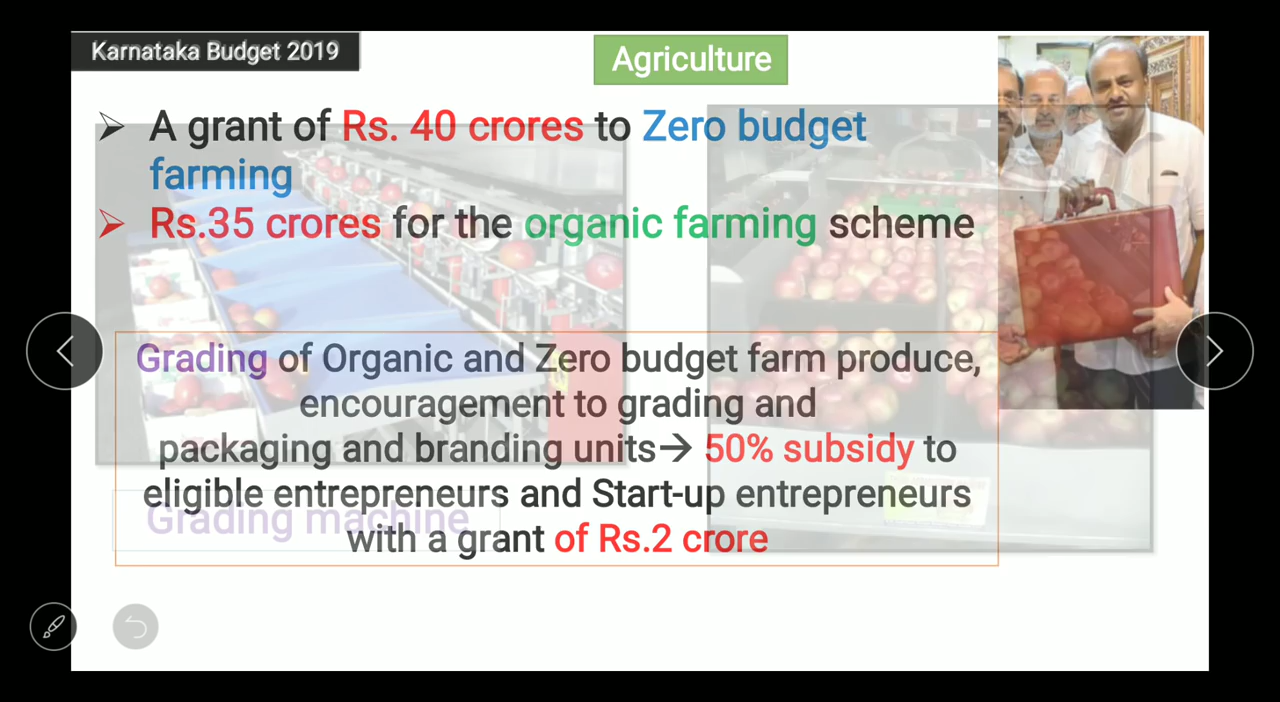 Karnataka Budget 2019
Agriculture
➢ A grant of Rs. 40 crores to Zero budget
farming
➢ Rs.35 crores for the organic farming scheme
Grading of Organic and Zero budget farm produce,
encouragement to grading and
packaging and branding units→ 50% subsidy to
eligible entrepreneurs and Start-up entrepreneurs
Grading machine
with a grant of Rs.2 crore